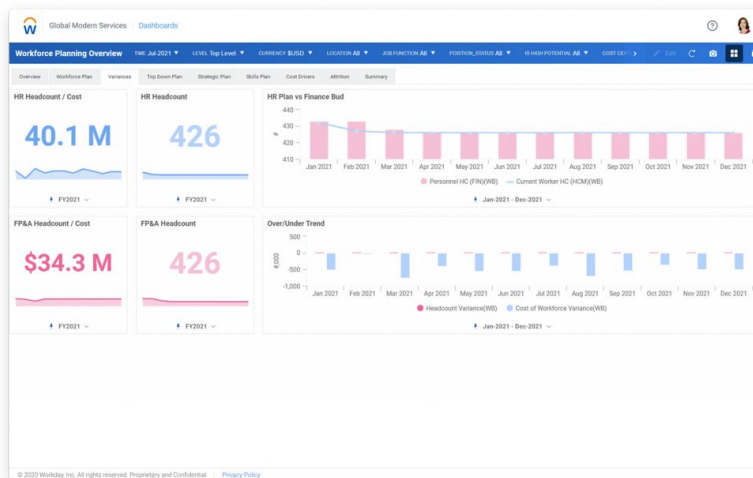 Global Modern Services Dashboards
Workforce Planning Overview TIME Jul-2021 LEVEL Top Level CURRENCY $USD LOCATION All JOB FUNCTION All POSITION_STATUS All IS HIGH POTENTIAL All COST Edit
Overview Workforce Plan Variances Top Down Plan Strategic Plan Skills Plan Cost Drivers Attrition Summary
HR Headcount / Cost
40.1 M
FY2021
HR Headcount
426
FY2021
HR Plan vs Finance Bud
440
430
420
410
#
Jan 2021 Feb 2021 Mar 2021 Apr 2021 May 2021 Jun 2021 Jul 2021 Aug 2021 Sep 2021 Oct 2021 Nov 2021 Dec 2021
Personnel HC (FIN)(WB) Current Worker HC (HCM)(WB)
Jan-2021 - Dec-2021
FP&A Headcount / Cost
$34.3 M
FY2021
FP&A Headcount
426
FY2021
Over/Under Trend
500
0
-500
-1,000
#,000
Jan 2021 Feb 2021 Mar 2021 Apr 2021 May 2021 Jun 2021 Jul 2021 Aug 2021 Sep 2021 Oct 2021 Nov 2021 Dec 2021
Headcount Variance(WB) Cost of Workforce Variance(WB)
Jan-2021 - Dec-2021
© 2020 Workday, Inc. All rights reserved. Proprietary and Confidential. Privacy Policy